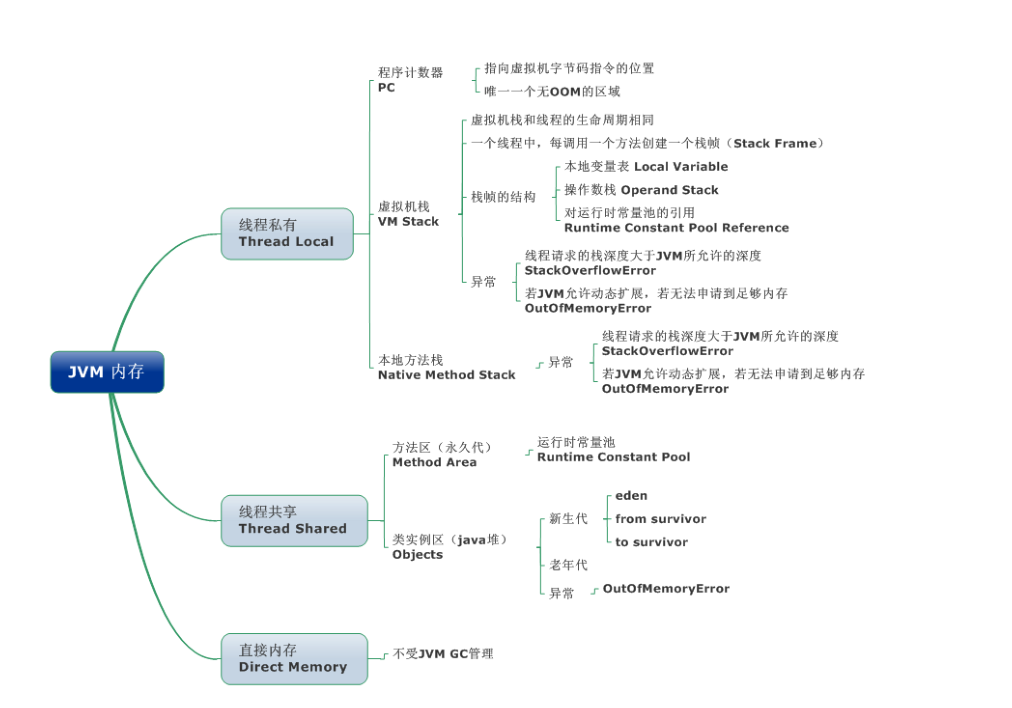 JVM 内存
线程私有
Thread Local
程序计数器
PC
指向虚拟机字节码指令的位置
唯一一个无OOM的区域
虚拟机栈
VM Stack
虚拟机栈和线程的生命周期相同
一个线程中，每调用一个方法创建一个栈帧（Stack Frame）
栈帧的结构
本地变量表 Local Variable
操作数栈 Operand Stack
对运行时常量池的引用
Runtime Constant Pool Reference
异常
线程请求的栈深度大于JVM所允许的深度
StackOverflowError
若JVM允许动态扩展，若无法申请到足够内存
OutOfMemoryError
本地方法栈
Native Method Stack
异常
线程请求的栈深度大于JVM所允许的深度
StackOverflowError
若JVM允许动态扩展，若无法申请到足够内存
OutOfMemoryError
线程共享
Thread Shared
方法区（永久代）
Method Area
运行时常量池
Runtime Constant Pool
类实例区（java堆）
Objects
新生代
eden
from survivor
to survivor
老年代
异常
OutOfMemoryError
直接内存
Direct Memory
不受JVM GC管理